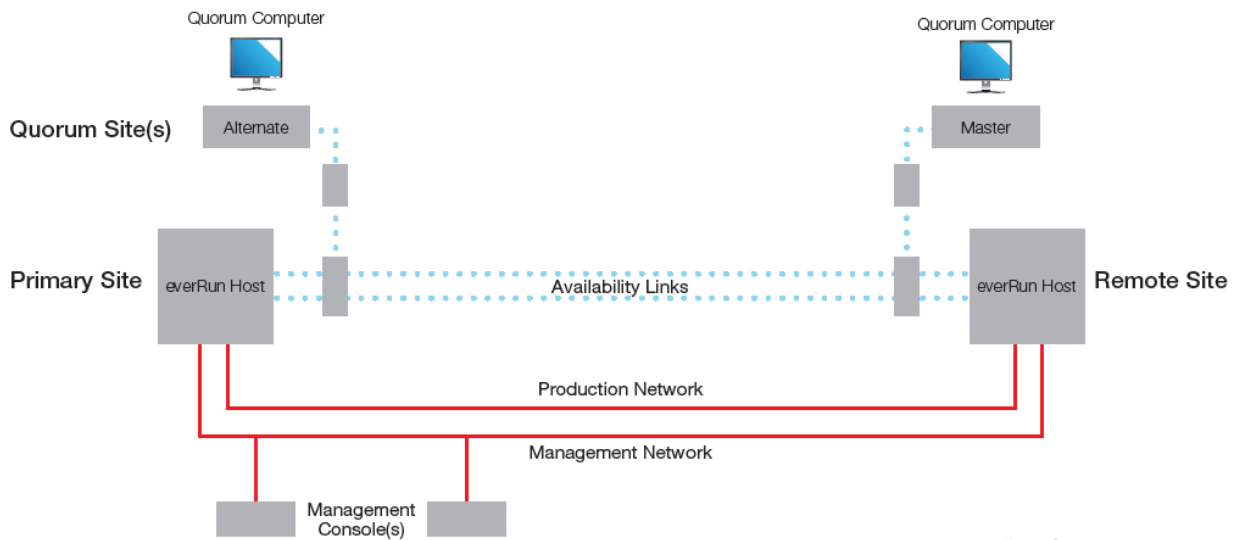 Quorum Computer
Quorum Computer
Quorum Site(s)
Alternate
Master
Primary Site
everRun Host
Availability Links
everRun Host
Remote Site
Production Network
Management Network
Management
Console(s)